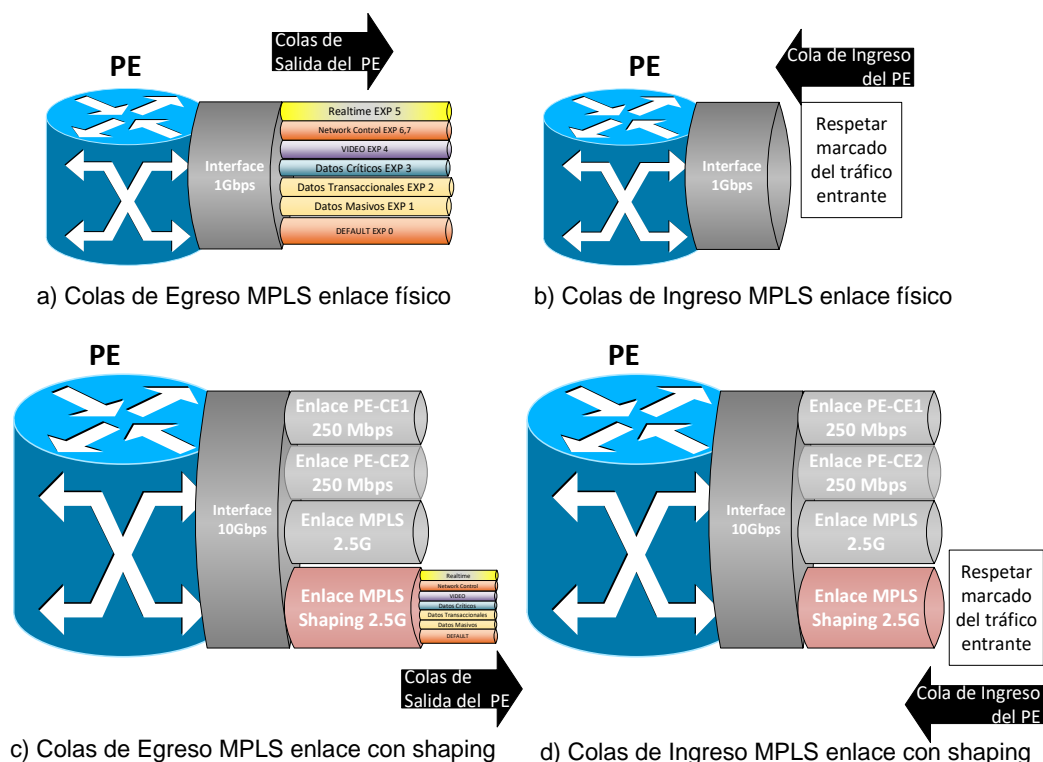 Colas de
Salida del PE
PE
Realtime EXP 5
Network Control EXP 6,7
VIDEO EXP 4
Datos Críticos EXP 3
Datos Transaccionales EXP 2
Datos Masivos EXP 1
DEFAULT EXP 0
Interface
1Gbps
a) Colas de Egreso MPLS enlace físico
Cola de Ingreso
del PE
PE
Interface
1Gbps
Respetar
marcado
del tráfico
entrante
b) Colas de Ingreso MPLS enlace físico
PE
Interface
10Gbps
Enlace PE-CE1
250 Mbps
Enlace PE-CE2
250 Mbps
Enlace MPLS
2.5G
Enlace MPLS
Shaping 2.5G
Realtime
Network Control
VIDEO
Datos Críticos
Datos Transaccionales
Datos Masivos
DEFAULT
Colas de
Salida del PE
c) Colas de Egreso MPLS enlace con shaping
PE
Interface
10Gbps
Enlace PE-CE1
250 Mbps
Enlace PE-CE2
250 Mbps
Enlace MPLS
2.5G
Enlace MPLS
Shaping 2.5G
Respetar
marcado
del tráfico
entrante
Cola de Ingreso
del PE
d) Colas de Ingreso MPLS enlace con shaping